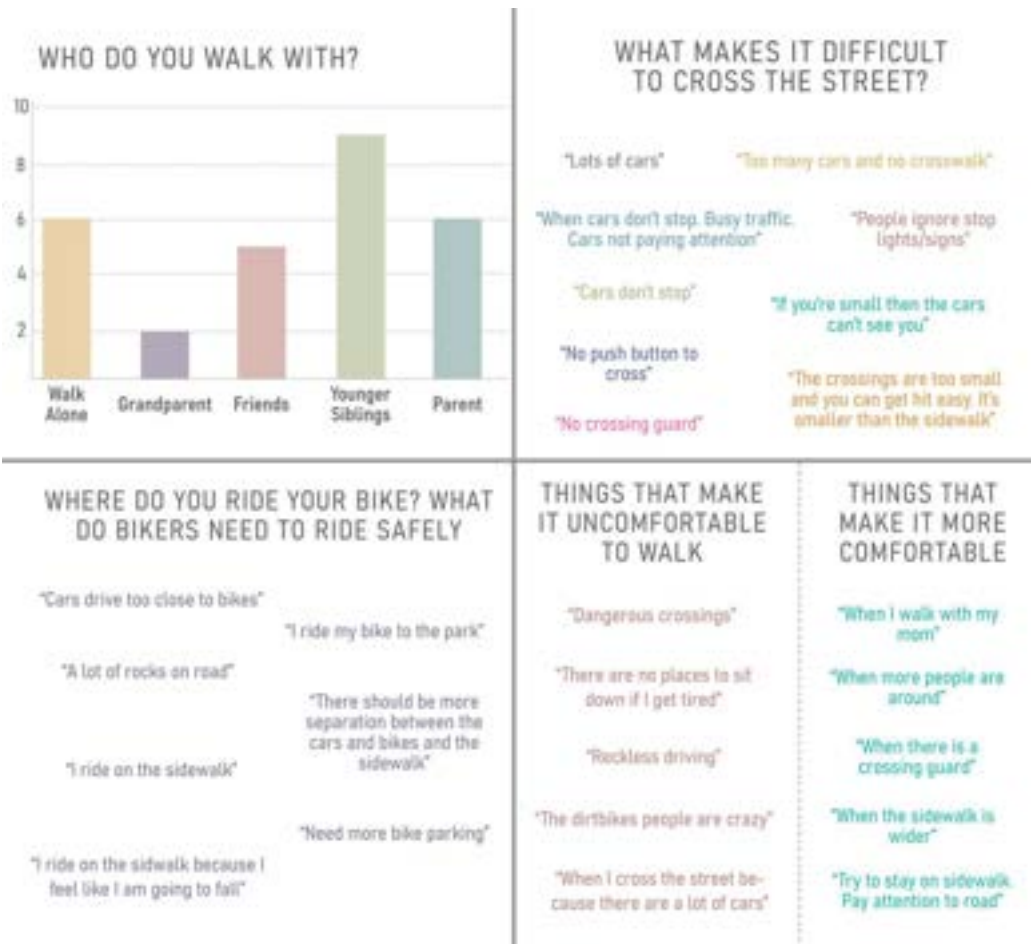 WHO DO YOU WALK WITH?
10
8
6
4
2
Walk
Alone
Grandparent
Friends
Younger
Siblings
Parent
WHAT MAKES IT DIFFICULT
TO CROSS THE STREET?
"Lots of cars"
"Too many cars and no crosswalk"
"When cars don't stop. Busy traffic.
Cars not paying attention"
"People ignore stop
lights/signs"
"Cars don't stop"
"If you're small then the cars
can't see you"
"No push button to
cross"
"The crossings are too small
and you can get hit easy. It's
smaller than the sidewalk"
"No crossing guard"
WHERE DO YOU RIDE YOUR BIKE? WHAT
DO BIKERS NEED TO RIDE SAFELY
"Cars drive too close to bikes"
"I ride my bike to the park"
"A lot of rocks on road"
"There should be more
separation between the
cars and bikes and the
sidewalk"
"I ride on the sidewalk"
"Need more bike parking"
"I ride on the sidwalk because I
feel like I am going to fall"
THINGS THAT MAKE
IT UNCOMFORTABLE
TO WALK
"Dangerous crossings"
"There are no places to sit
down if I get tired"
"Reckless driving"
"The dirtbikes people are crazy"
"When I cross the street be-
cause there are a lot of cars"
THINGS THAT
MAKE IT MORE
COMFORTABLE
"When I walk with my
mom"
"When more people are
around"
"When there is a
crossing guard"
"When the sidewalk is
wider"
"Try to stay on sidewalk.
Pay attention to road"